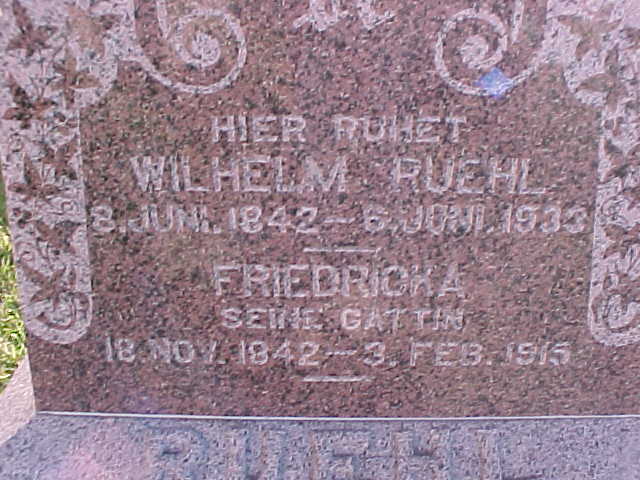 HIER RUHET
WILHELM RUEHL
8. JUNI. 1842 — 6. JUNI. 1933
FRIEDRICKA
SEINE GATTIN
18 NOV. 1842 — 3. FEB. 1915
RUEHL